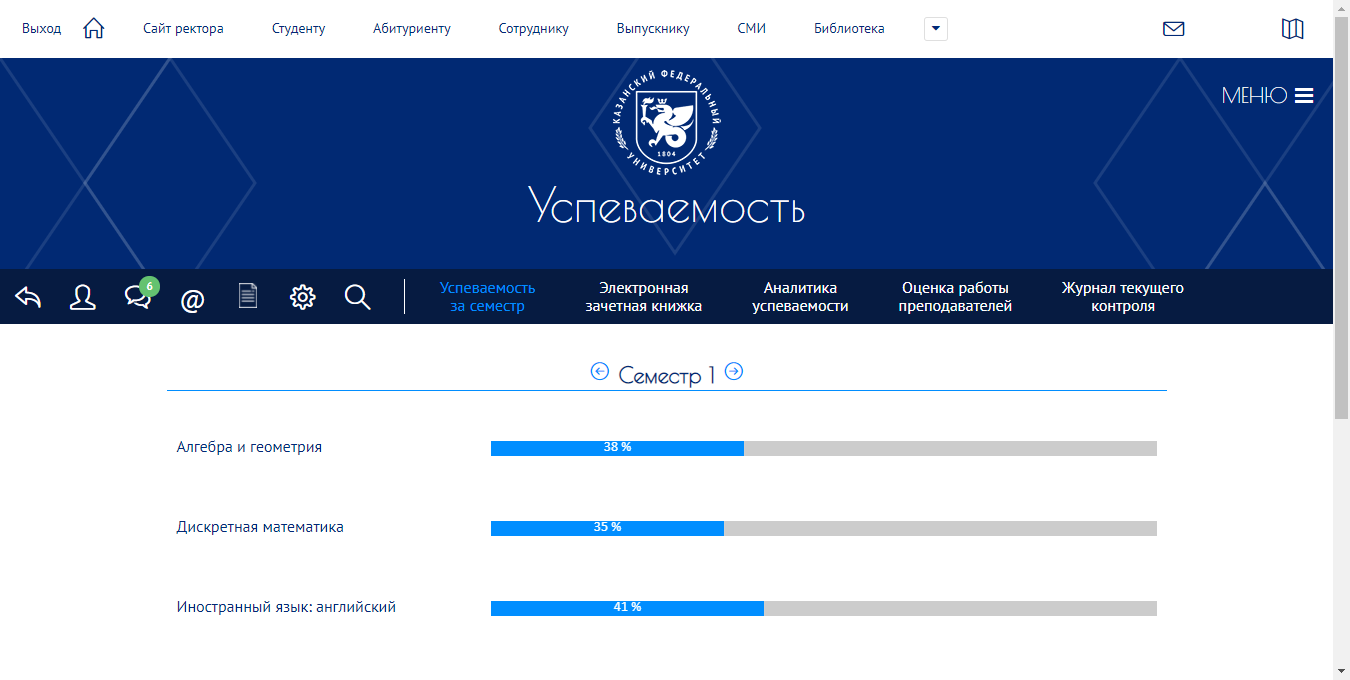 Выход
Сайт ректора
Студенту
Абитуриенту
Сотруднику
Выпускнику
СМИ
Библиотека
КАЗАНСКИЙ ФЕДЕРАЛЬНЫЙ УНИВЕРСИТЕТ
1804
МЕНЮ
Успеваемость
6
@
Успеваемость
за семестр
Электронная
зачетная книжка
Аналитика
успеваемости
Оценка работы
преподавателей
Журнал текущего
контроля
Семестр 1
Алгебра и геометрия
38 %
Дискретная математика
35 %
Иностранный язык: английский
41 %